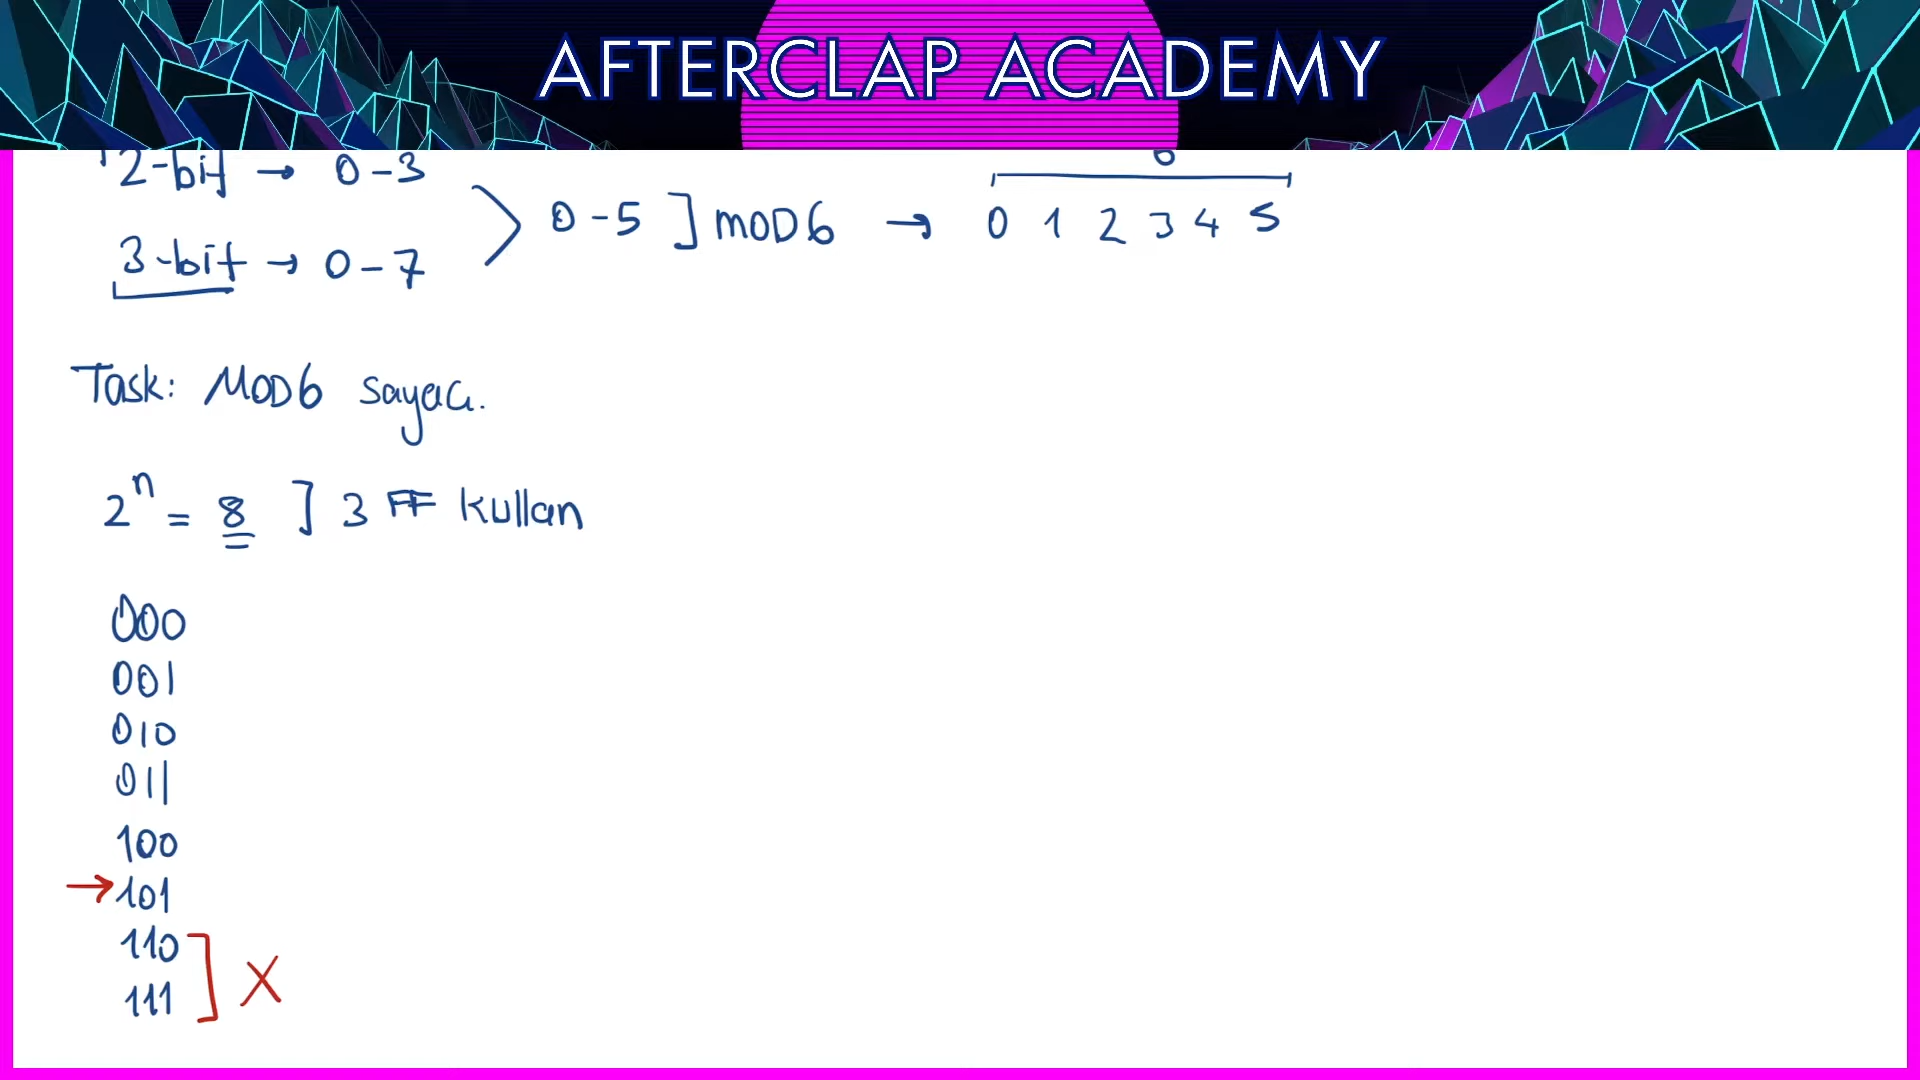 AFTERCLAP ACADEMY
2-bit → 0-3
3-bit → 0-7
0-5 ] MOD6 → 0 1 2 3 4 5
6
Task: MOD6 sayacı.
2ⁿ = 8 ] 3 FF kullan
000
001
010
011
100
→101
110
111
] X